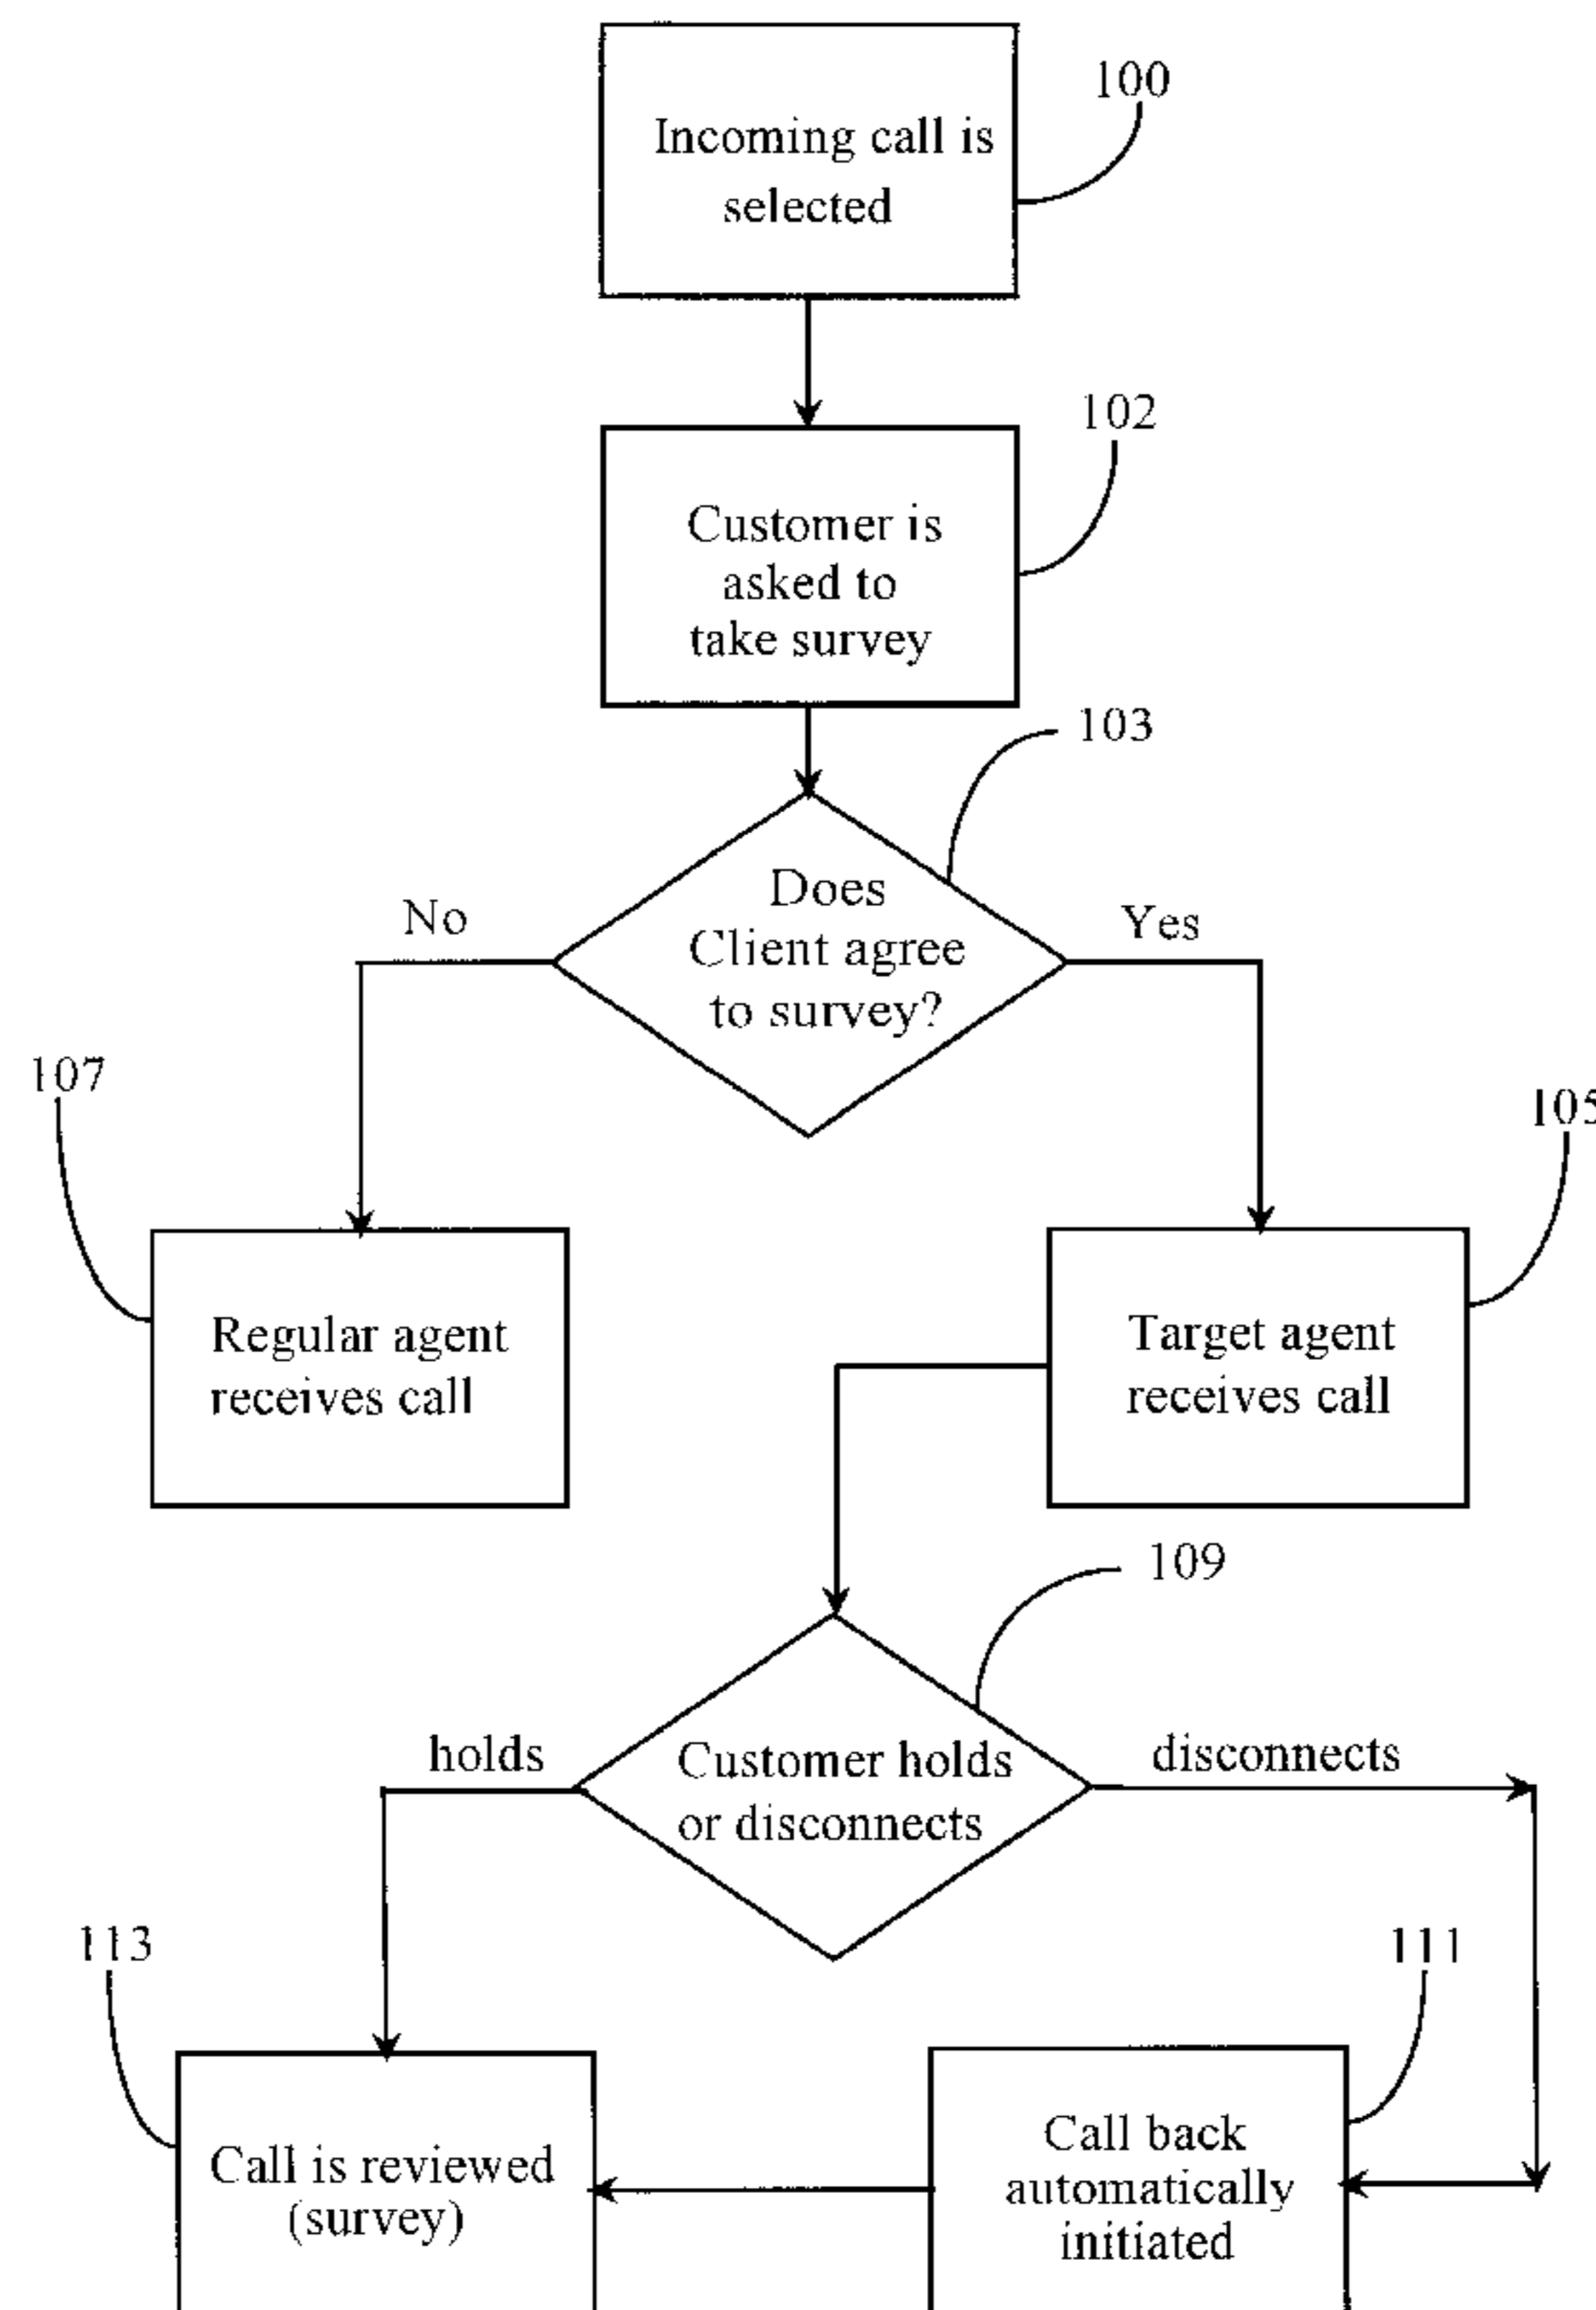 100
Incoming call is
selected
102
Customer is
asked to
take survey
103
Does
Client agree
to survey?
No
Yes
107
105
Regular agent
receives call
Target agent
receives call
109
Customer holds
or disconnects
holds
disconnects
113
111
Call is reviewed
(survey)
Call back
automatically
initiated